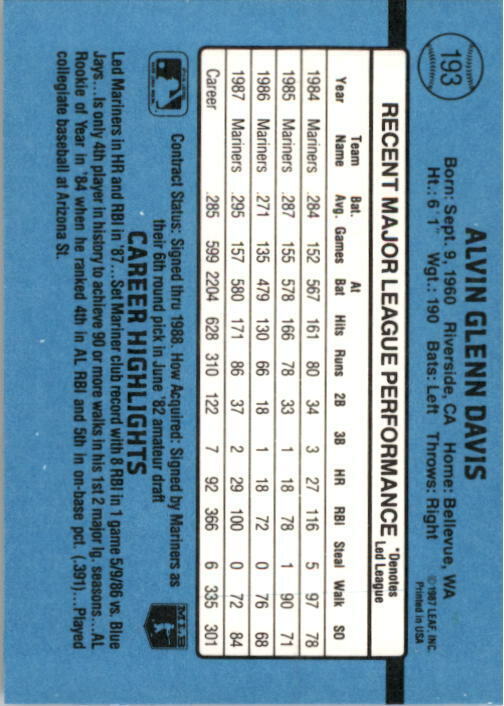 193
ALVIN GLENN DAVIS
Born: Sept. 9, 1960 Riverside, CA Home: Bellevue, WA
Ht.: 6'1" Wgt.: 190 Bats: Left Throws: Right
© 1987 LEAF, INC.
Printed in USA
RECENT MAJOR LEAGUE PERFORMANCE *Denotes Led League
Year Team Name Bat. Avg. Games At Bat Hits Runs 2B 3B HR RBI Steal Walk SO
1984 Mariners .284 152 567 161 80 34 3 27 116 5 97 78
1985 Mariners .287 155 578 166 78 33 1 18 78 1 90 71
1986 Mariners .271 135 479 130 66 18 1 18 72 0 76 68
1987 Mariners .295 157 580 171 86 37 2 29 100 0 72 84
Career .285 599 2204 628 310 122 7 92 366 6 335 301
Contract Status: Signed thru 1988. How Acquired: Signed by Mariners as
their 6th round pick in June '82 amateur draft
CAREER HIGHLIGHTS
MLB
Led Mariners in HR and RBI in '87...Set Mariner club record with 8 RBI in 1 game 5/9/86 vs. Blue
Jays...Is only 4th player in history to achieve 90 or more walks in his 1st 2 major lg. seasons...AL
Rookie of Year in '84 when he ranked 4th in AL RBI and 5th in on-base pct. (.391)...Played
collegiate baseball at Arizona St.